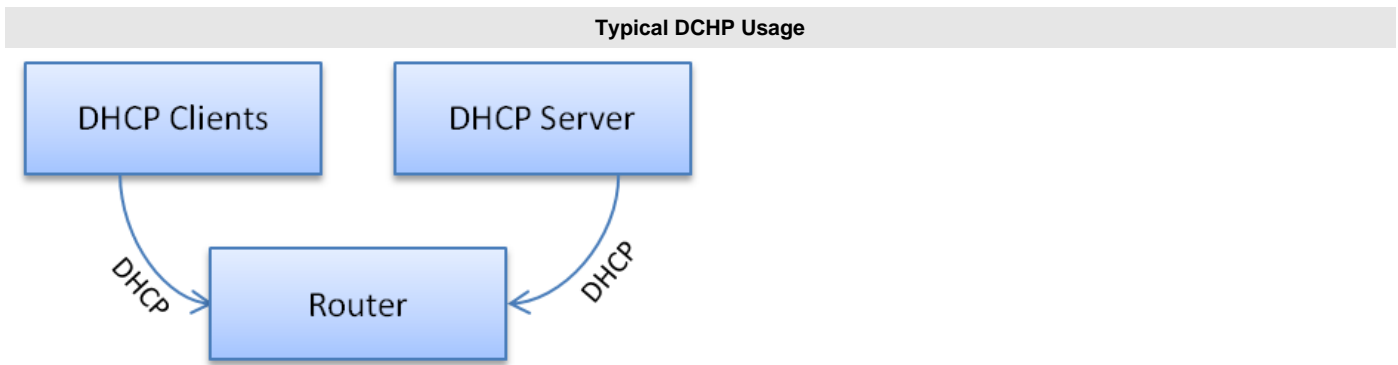 Typical DCHP Usage
DHCP Clients
DHCP Server
DHCP
DHCP
Router